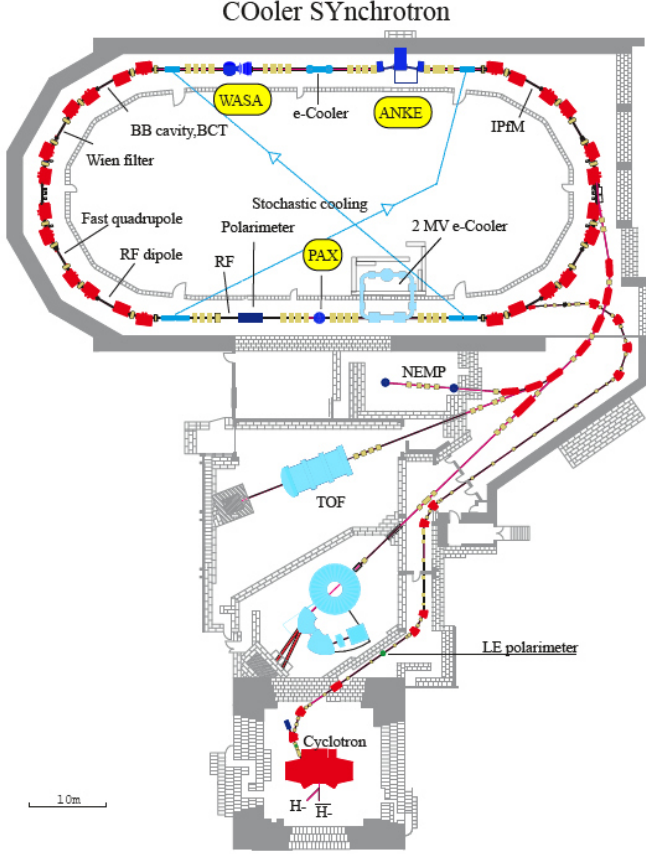 COoler SYnchrotron
WASA
e-Cooler
ANKE
BB cavity,BCT
IPfM
Wien filter
Stochastic cooling
Fast quadrupole
Polarimeter
2 MV e-Cooler
RF dipole
RF
PAX
NEMP
TOF
LE polarimeter
Cyclotron
H- H-
10m